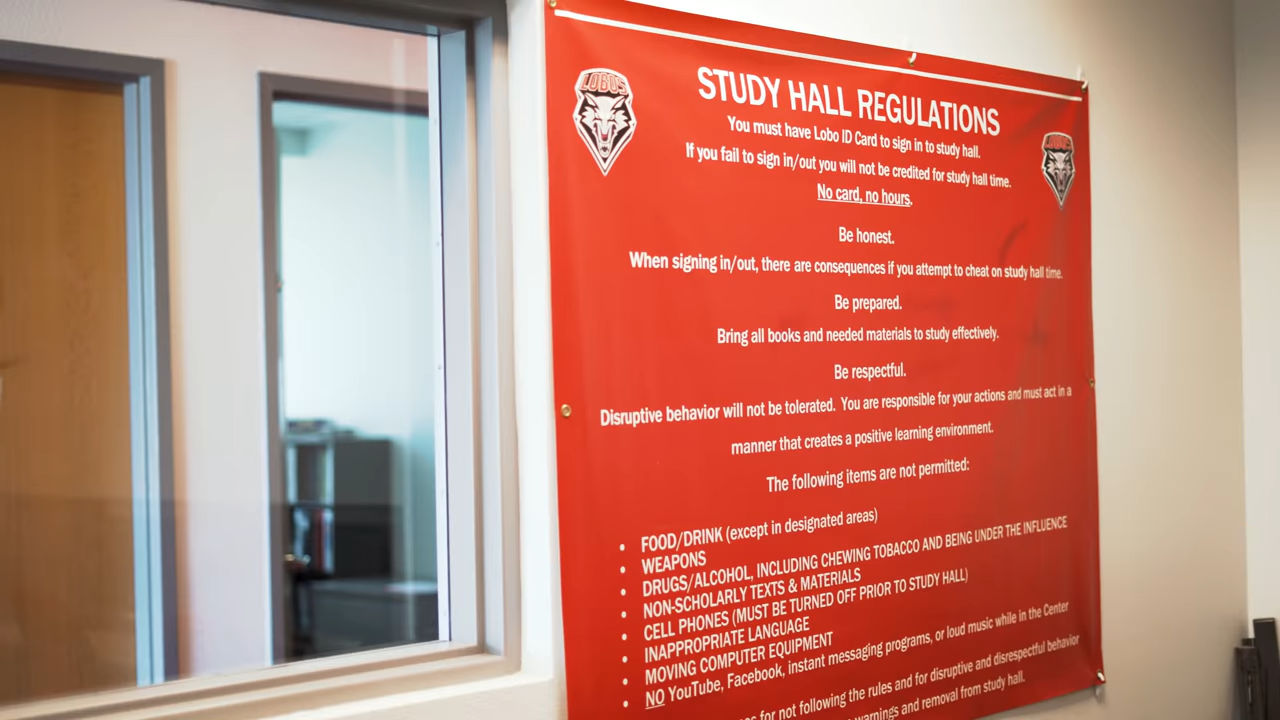 LOBOS
STUDY HALL REGULATIONS
LOBOS
You must have Lobo ID Card to sign in to study hall.
If you fail to sign in/out you will not be credited for study hall time.
No card, no hours.
Be honest.
When signing in/out, there are consequences if you attempt to cheat on study hall time.
Be prepared.
Bring all books and needed materials to study effectively.
Be respectful.
Disruptive behavior will not be tolerated. You are responsible for your actions and must act in a
manner that creates a positive learning environment.
The following items are not permitted:
• FOOD/DRINK (except in designated areas)
• WEAPONS
• DRUGS/ALCOHOL, INCLUDING CHEWING TOBACCO AND BEING UNDER THE INFLUENCE
• NON-SCHOLARLY TEXTS & MATERIALS
• CELL PHONES (MUST BE TURNED OFF PRIOR TO STUDY HALL)
• INAPPROPRIATE LANGUAGE
• MOVING COMPUTER EQUIPMENT
• NO YouTube, Facebook, instant messaging programs, or loud music while in the Center
for not following the rules and for disruptive and disrespectful behavior
warnings and removal from study hall.